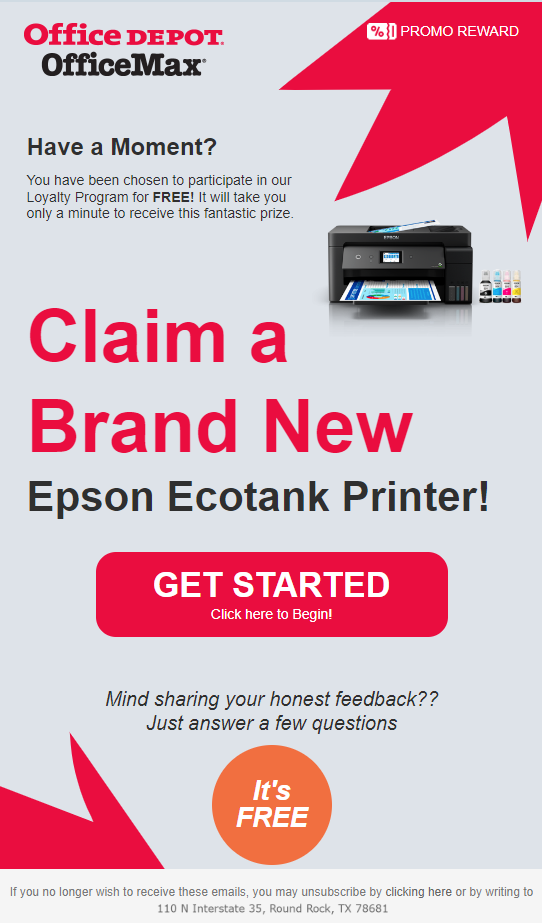 Office DEPOT.
OfficeMax®
% PROMO REWARD
Have a Moment?
You have been chosen to participate in our
Loyalty Program for FREE! It will take you
only a minute to receive this fantastic prize.
EPSON
Claim a
Brand New
Epson Ecotank Printer!
GET STARTED
Click here to Begin!
Mind sharing your honest feedback??
Just answer a few questions
It's
FREE
If you no longer wish to receive these emails, you may unsubscribe by clicking here or by writing to
110 N Interstate 35, Round Rock, TX 78681